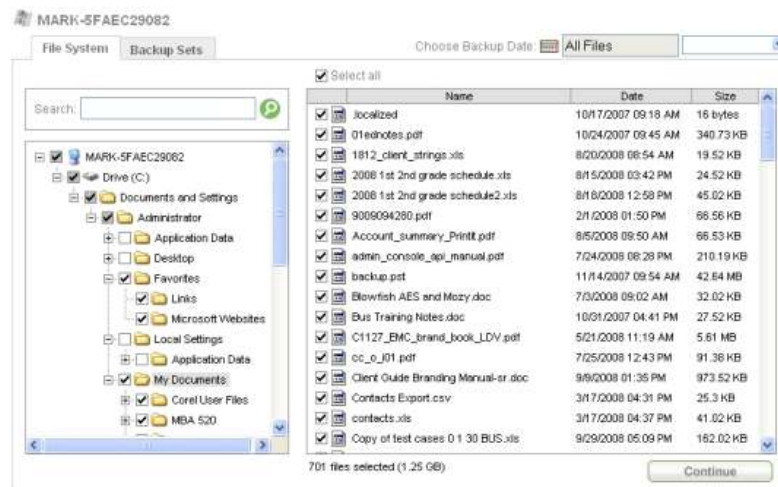 MARK-5FAEC29082
File System
Backup Sets
Choose Backup Date:
All Files
Search:
MARK-5FAEC29082
Drive (C:)
Documents and Settings
Administrator
Application Data
Desktop
Favorites
Links
Microsoft Websites
Local Settings
Application Data
My Documents
Corel User Files
MBA 520
Select all
Name Date Size
.localized 10/17/2007 09:18 AM 16 bytes
01ednotes.pdf 10/24/2007 09:45 AM 340.73 KB
1812_client_strings.xls 8/20/2008 08:54 AM 19.52 KB
2008 1st 2nd grade schedule.xls 8/15/2008 03:42 PM 24.52 KB
2008 1st 2nd grade schedule2.xls 8/18/2008 12:58 PM 45.02 KB
9009094280.pdf 2/1/2008 01:50 PM 66.56 KB
Account_summary_Printit.pdf 8/5/2008 09:50 AM 66.53 KB
admin_console_api_manual.pdf 7/24/2008 08:28 PM 210.19 KB
backup.pst 11/14/2007 09:54 AM 42.64 MB
Blowfish AES and Mozy.doc 7/3/2008 09:02 AM 32.02 KB
Bus Training Notes.doc 10/31/2007 04:41 PM 27.52 KB
C1127_EMC_brand_book_LDV.pdf 5/21/2008 11:19 AM 5.61 MB
cc_o_i01.pdf 7/25/2008 12:43 PM 91.38 KB
Client Guide Branding Manual-sr.doc 9/9/2008 01:35 PM 973.52 KB
Contacts Export.csv 3/17/2008 04:31 PM 25.3 KB
contacts.xls 3/17/2008 04:37 PM 41.02 KB
Copy of test cases 0 1 30 BUS.xls 9/29/2008 05:09 PM 162.02 KB
701 files selected (1.25 GB)
Continue